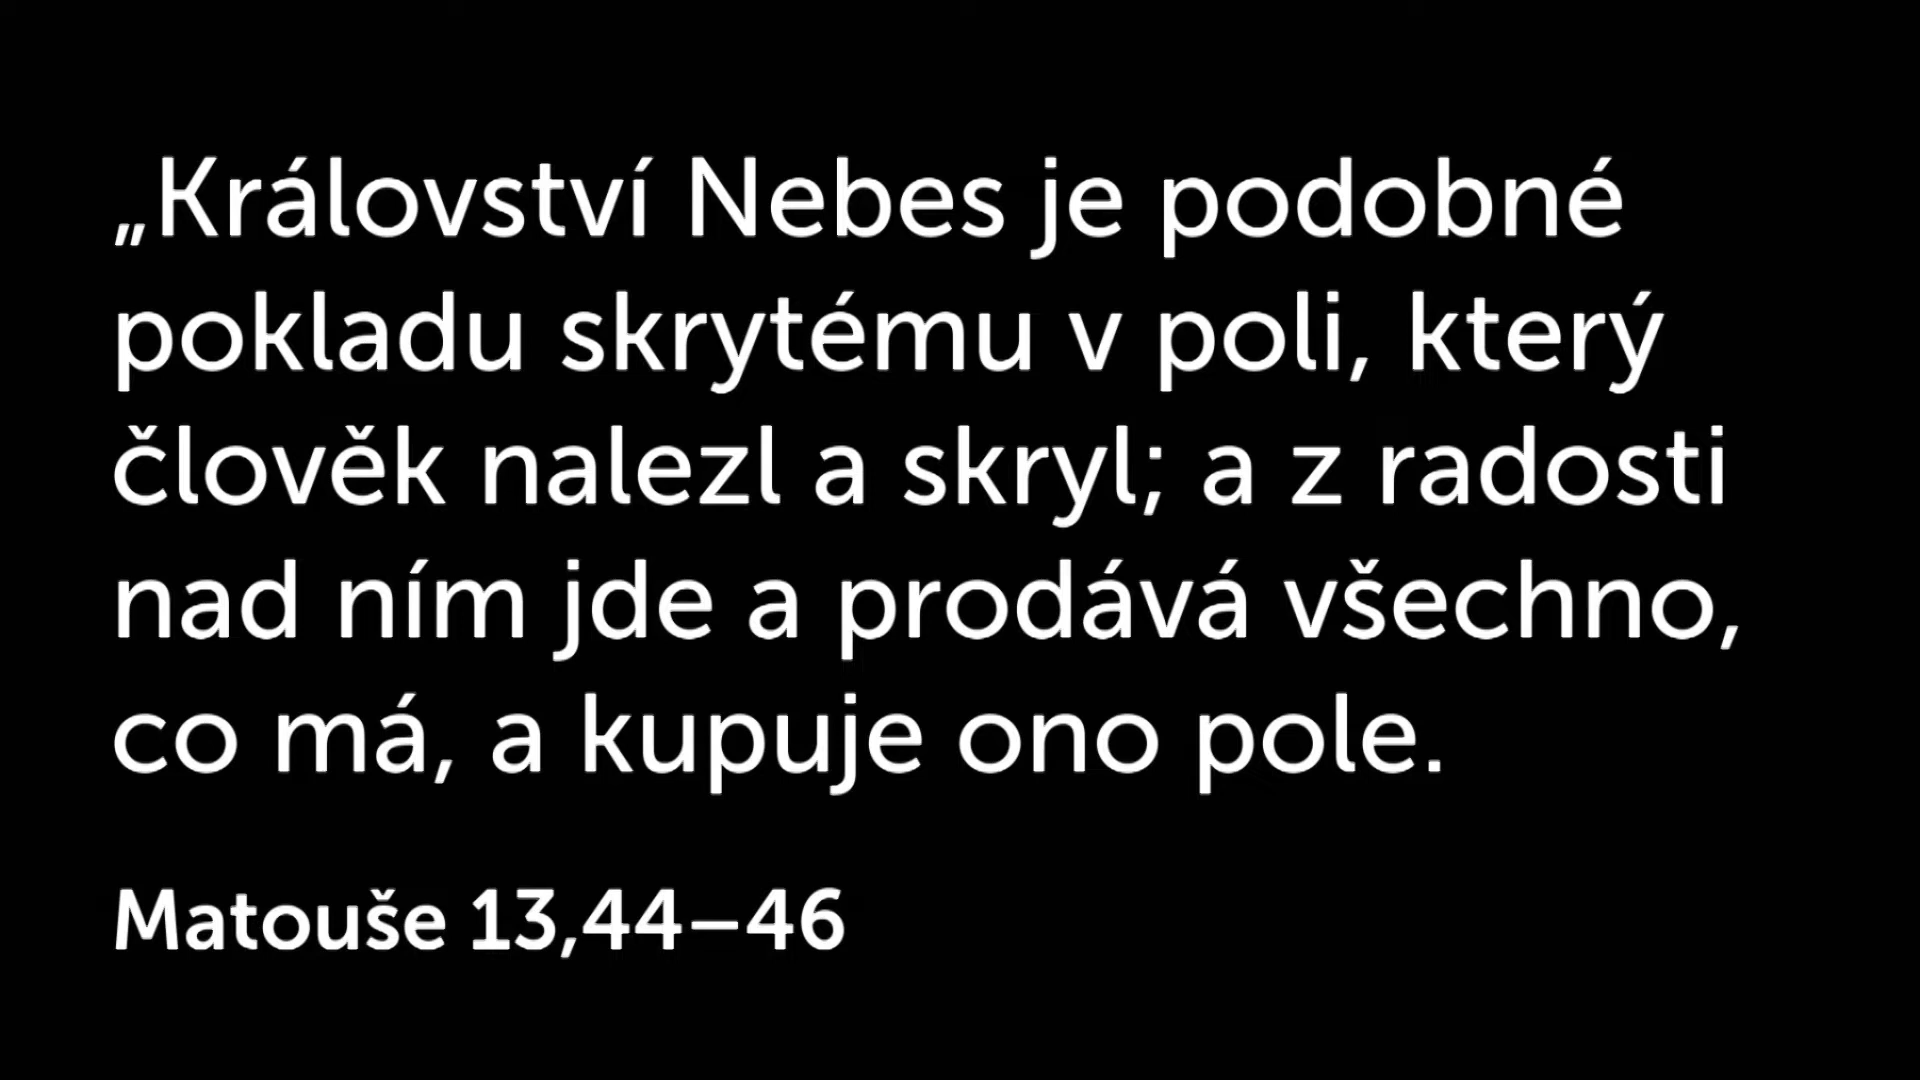 „Království Nebes je podobné
pokladu skrytému v poli, který
člověk nalezl a skryl; a z radosti
nad ním jde a prodává všechno,
co má, a kupuje ono pole.
Matouše 13,44–46